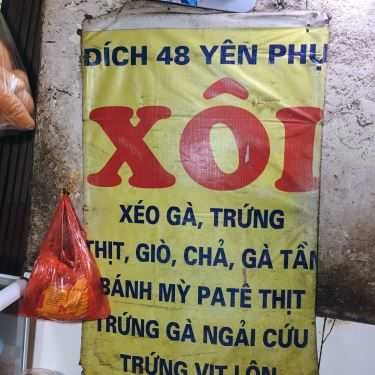 ĐÍCH 48 YÊN PHỤ
XÔI
XÉO GÀ, TRỨNG
THỊT, GIÒ, CHẢ, GÀ TẦN
BÁNH MỲ PATÊ THỊT
TRỨNG GÀ NGẢI CỨU
TRỨNG VỊT LỘN